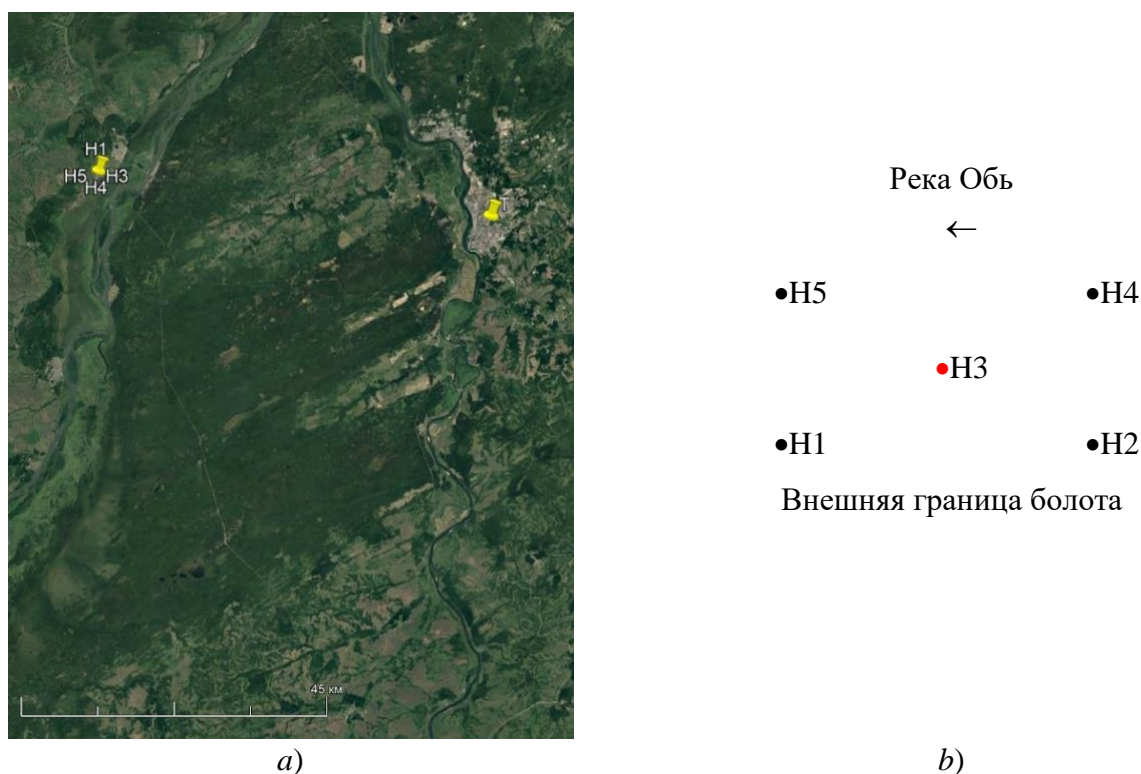 H1
H5 H3
H4
T
45 км
a)
Река Обь
←
•H5 •H4
•H3
•H1 •H2
Внешняя граница болота
b)